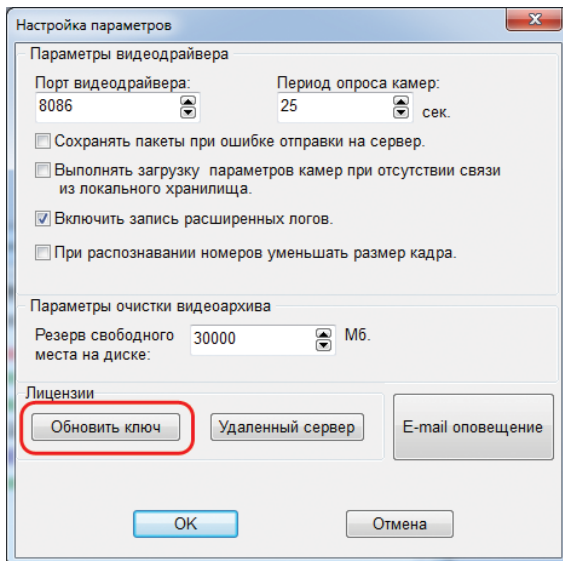 Настройка параметров
Параметры видеодрайвера
Порт видеодрайвера: Период опроса камер:
8086 25 сек.
Сохранять пакеты при ошибке отправки на сервер.
Выполнять загрузку параметров камер при отсутствии связи
из локального хранилища.
Включить запись расширенных логов.
При распознавании номеров уменьшать размер кадра.
Параметры очистки видеоархива
Резерв свободного 30000 Мб.
места на диске:
Лицензии
Обновить ключ Удаленный сервер E-mail оповещение
OK Отмена